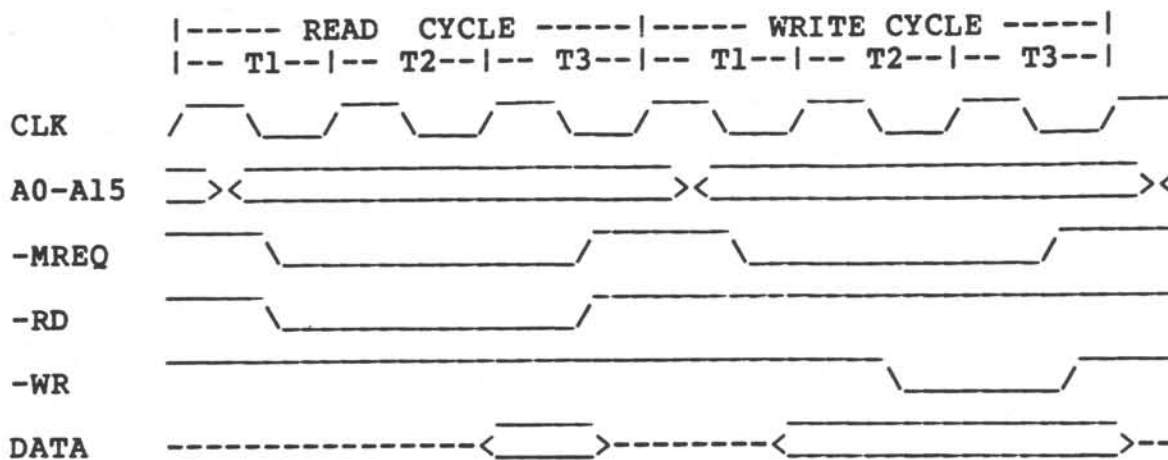 |----- READ CYCLE -----|----- WRITE CYCLE -----|
|-- T1--|-- T2--|-- T3--|-- T1--|-- T2--|-- T3--|
CLK
A0-A15
-MREQ
-RD
-WR
DATA